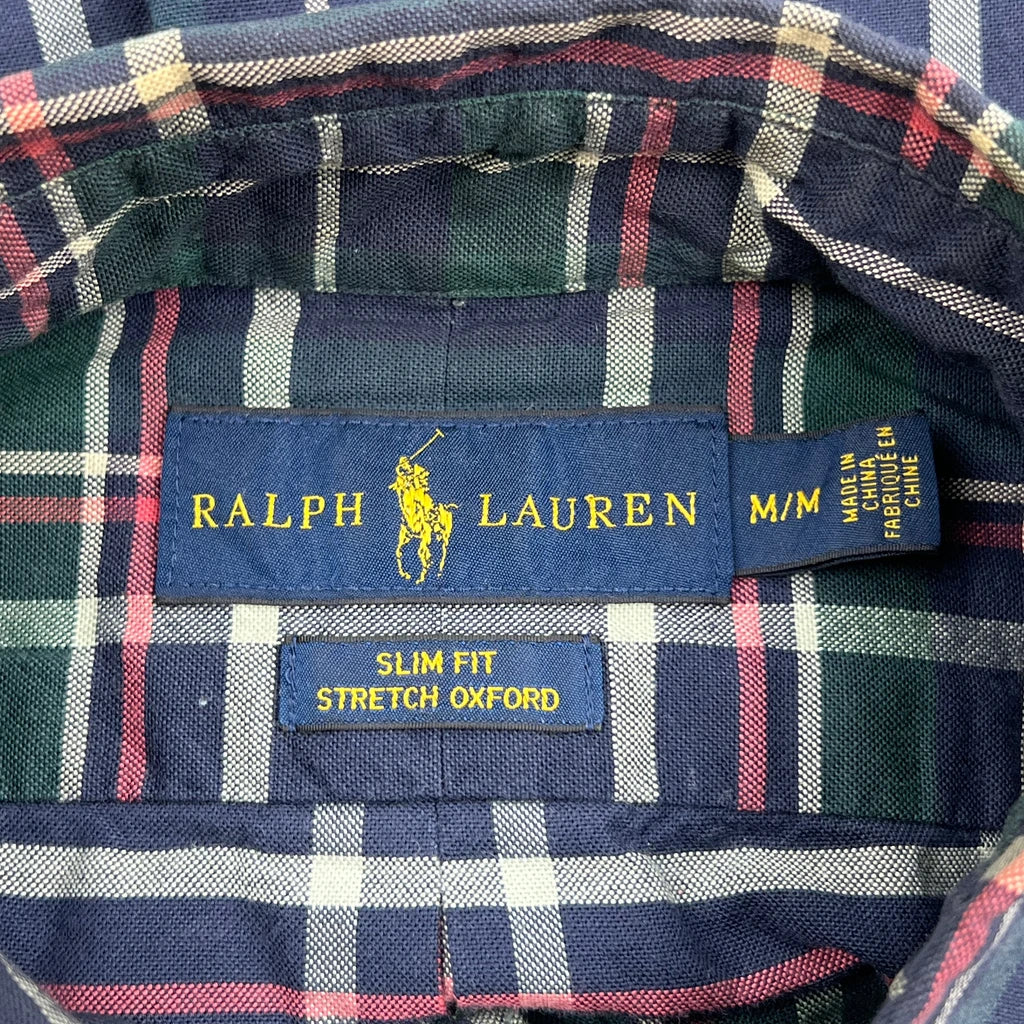 RALPH LAUREN
M/M
MADE IN
CHINA
FABRIQUÉ EN
CHINE
SLIM FIT
STRETCH OXFORD